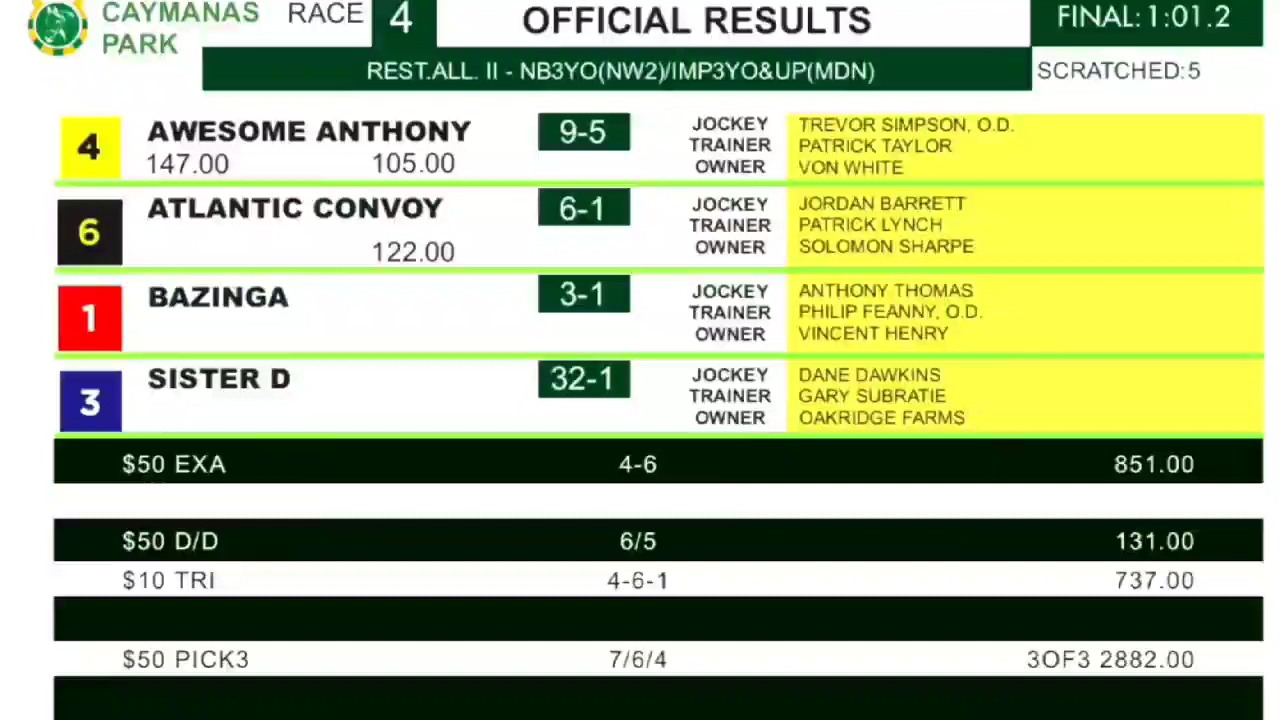 CAYMANAS PARK
RACE 4
OFFICIAL RESULTS
FINAL: 1:01.2
REST.ALL. II - NB3YO(NW2)/IMP3YO&UP(MDN)
SCRATCHED:5
4 AWESOME ANTHONY 9-5 JOCKEY TREVOR SIMPSON, O.D.
147.00 105.00 TRAINER PATRICK TAYLOR
OWNER VON WHITE
6 ATLANTIC CONVOY 6-1 JOCKEY JORDAN BARRETT
TRAINER PATRICK LYNCH
122.00 OWNER SOLOMON SHARPE
1 BAZINGA 3-1 JOCKEY ANTHONY THOMAS
TRAINER PHILIP FEANNY, O.D.
OWNER VINCENT HENRY
3 SISTER D 32-1 JOCKEY DANE DAWKINS
TRAINER GARY SUBRATIE
OWNER OAKRIDGE FARMS
$50 EXA 4-6 851.00
$50 D/D 6/5 131.00
$10 TRI 4-6-1 737.00
$50 PICK3 7/6/4 3OF3 2882.00